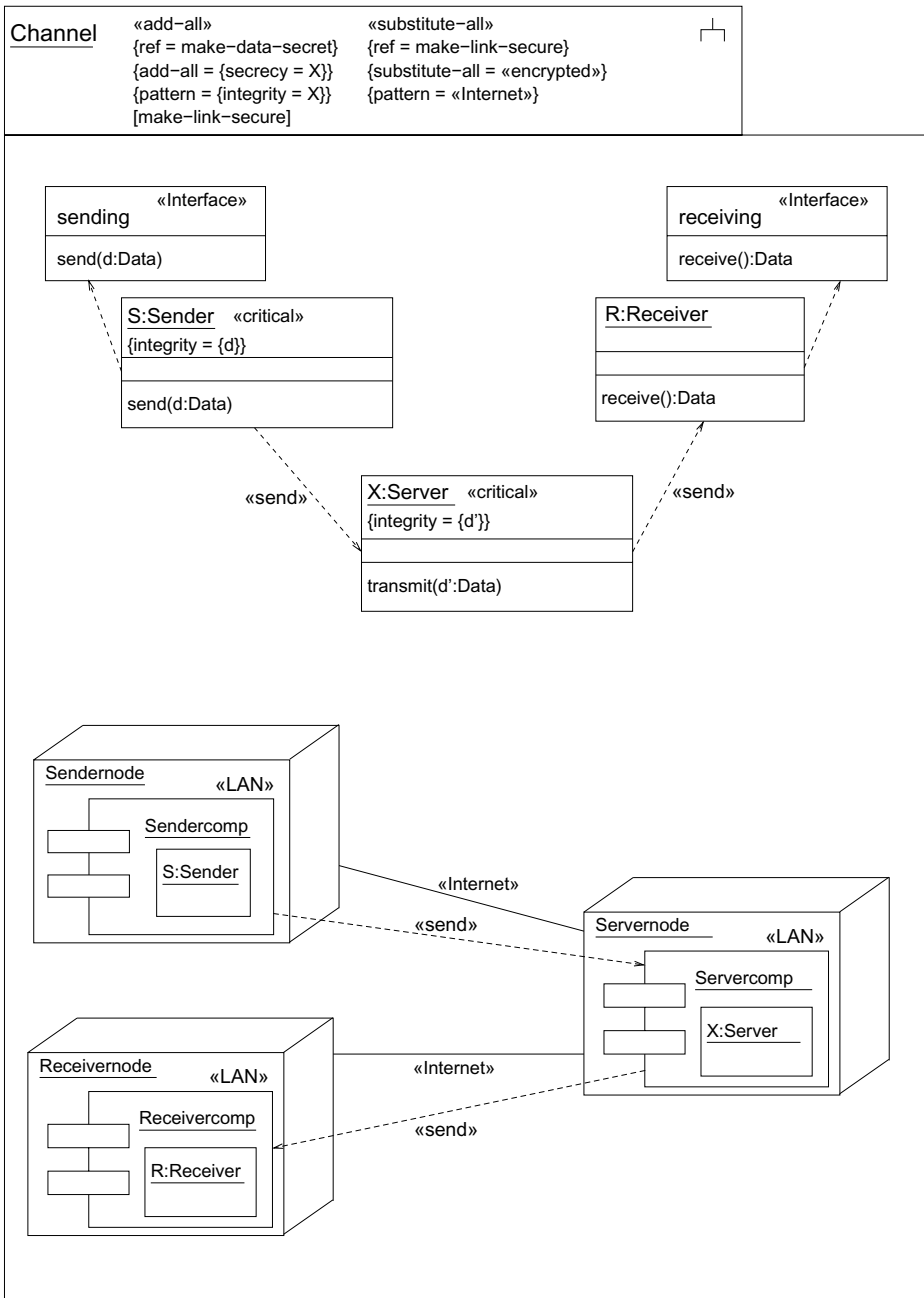 Channel
«add−all»
{ref = make−data−secret}
{add−all = {secrecy = X}}
{pattern = {integrity = X}}
[make−link−secure]
«substitute−all»
{ref = make−link−secure}
{substitute−all = «encrypted»}
{pattern = «Internet»}
«Interface»
sending
send(d:Data)
«Interface»
receiving
receive():Data
S:Sender «critical»
{integrity = {d}}
send(d:Data)
R:Receiver
receive():Data
«send»
«send»
X:Server «critical»
{integrity = {d’}}
transmit(d’:Data)
Sendernode
«LAN»
Sendercomp
S:Sender
«Internet»
«send»
Servernode
«LAN»
Servercomp
X:Server
Receivernode
«LAN»
Receivercomp
R:Receiver
«Internet»
«send»